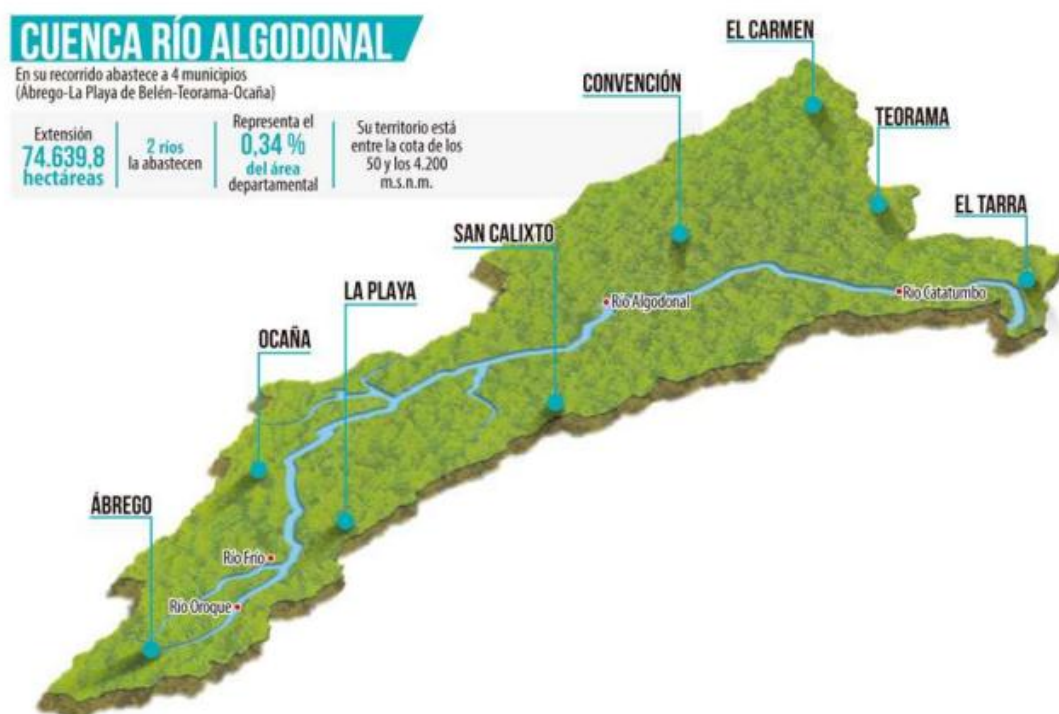 CUENCA RÍO ALGODONAL
En su recorrido abastece a 4 municipios
(Ábrego-La Playa de Belén-Teorama-Ocaña)
Extensión
74.639,8
hectáreas
2 ríos
la abastecen
Representa el
0,34 %
del área
departamental
Su territorio está
entre la cota de los
50 y los 4.200
m.s.n.m.
EL CARMEN
CONVENCIÓN
TEORAMA
EL TARRA
SAN CALIXTO
LA PLAYA
Río Algodonal
Río Catatumbo
OCAÑA
ÁBREGO
Río Frío
Río Oroque